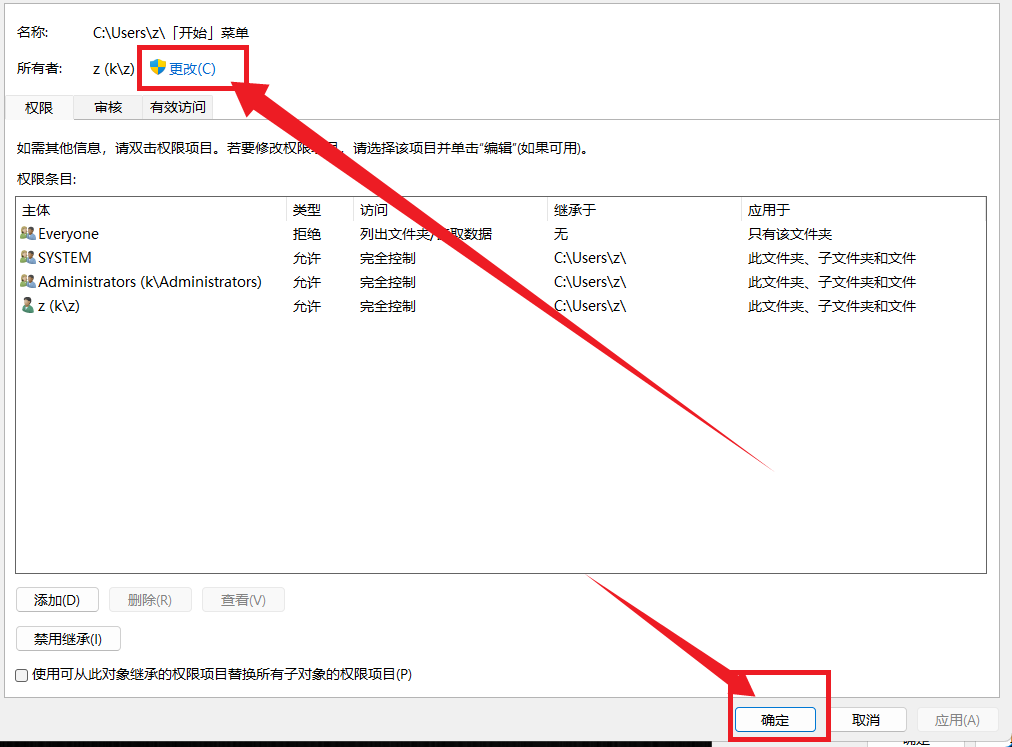 名称: C:\Users\z\「开始」菜单
所有者: z (k\z) 更改(C)
权限 审核 有效访问
如需其他信息，请双击权限项目。若要修改权限 ，请选择该项目并单击"编辑"(如果可用)。
权限条目:
主体 类型 访问 继承于 应用于
Everyone 拒绝 列出文件夹/ 取数据 无 只有该文件夹
SYSTEM 允许 完全控制 C:\Users\z\ 此文件夹、子文件夹和文件
Administrators (k\Administrators) 允许 完全控制 C:\Users\z\ 此文件夹、子文件夹和文件
z (k\z) 允许 完全控制 C:\Users\z\ 此文件夹、子文件夹和文件
添加(D) 删除(R) 查看(V)
禁用继承(I)
使用可从此对象继承的权限项目替换所有子对象的权限项目(P)
确定 取消 应用(A)